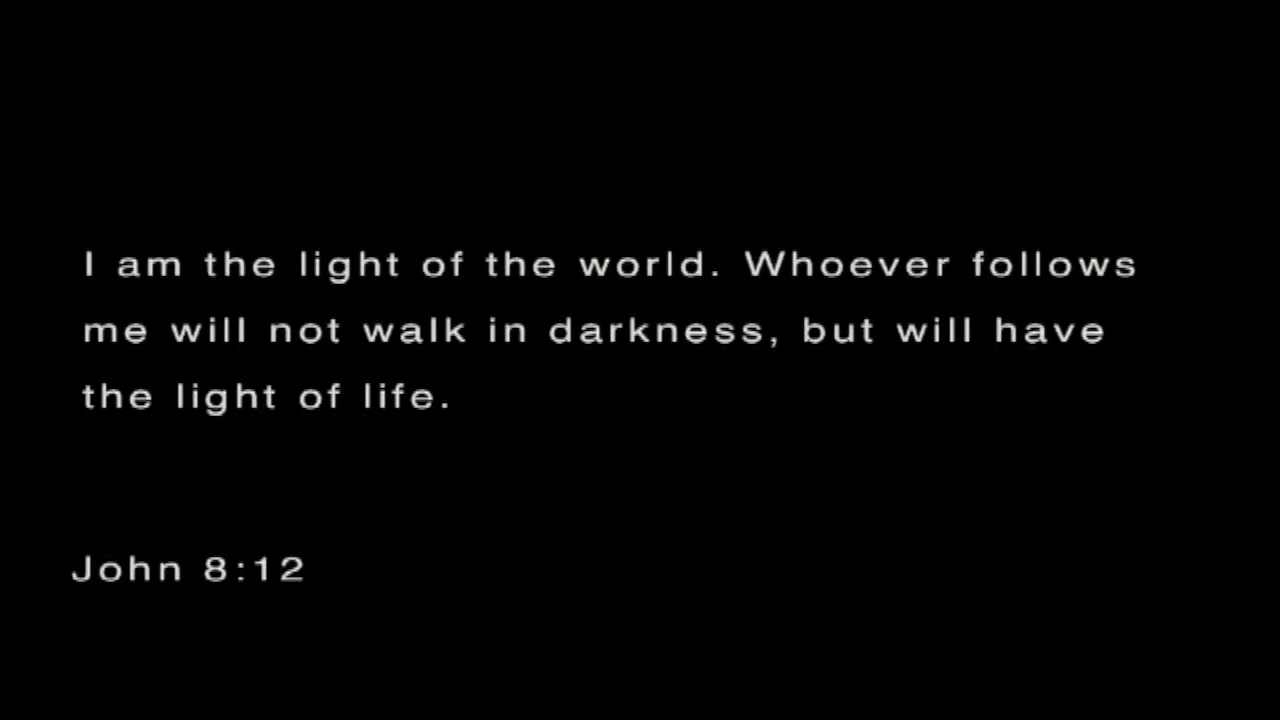 I am the light of the world. Whoever follows
me will not walk in darkness, but will have
the light of life.
John 8:12